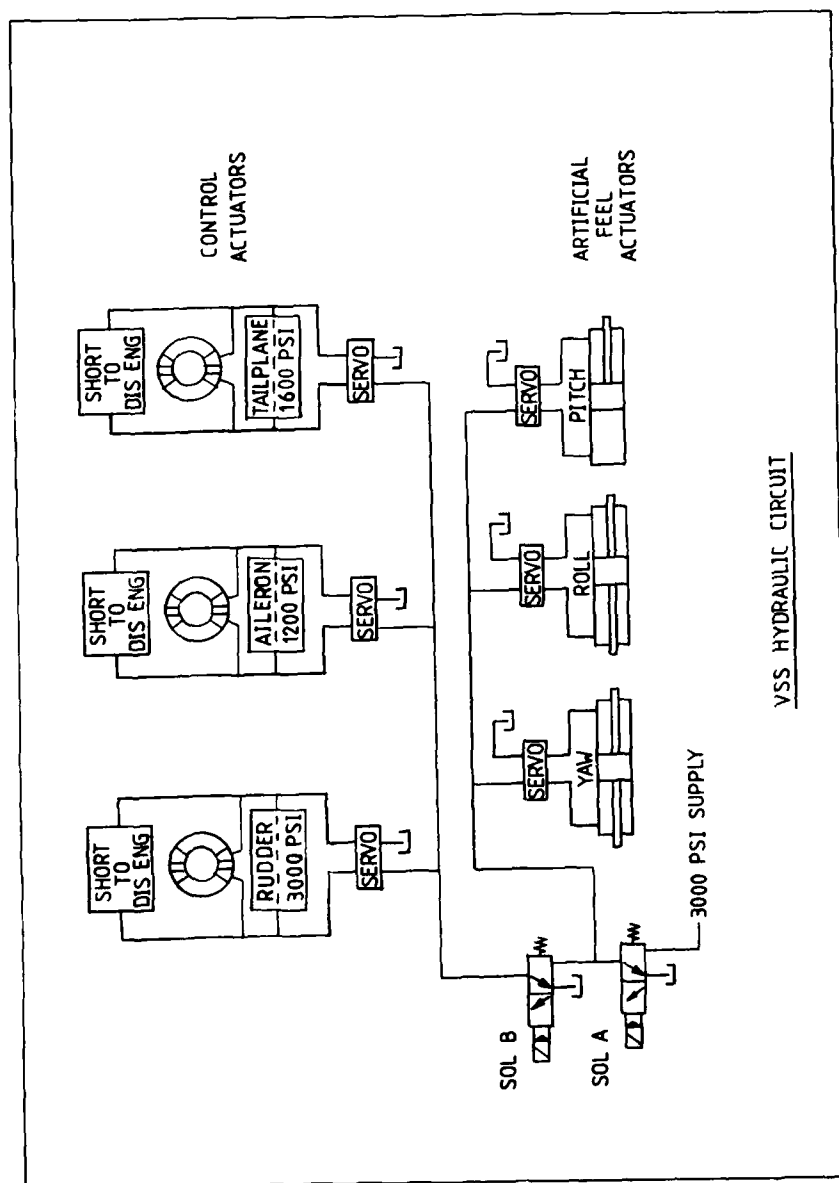 SHORT
TO
DIS ENG
SHORT
TO
DIS ENG
SHORT
TO
DIS ENG
CONTROL
ACTUATORS
RUDDER
3000 PSI
AILERON
1200 PSI
TAILPLANE
1600 PSI
SERVO
SERVO
SERVO
SOL B
SOL A
SERVO
SERVO
SERVO
YAW
ROLL
PITCH
ARTIFICIAL
FEEL
ACTUATORS
3000 PSI SUPPLY
VSS HYDRAULIC CIRCUIT